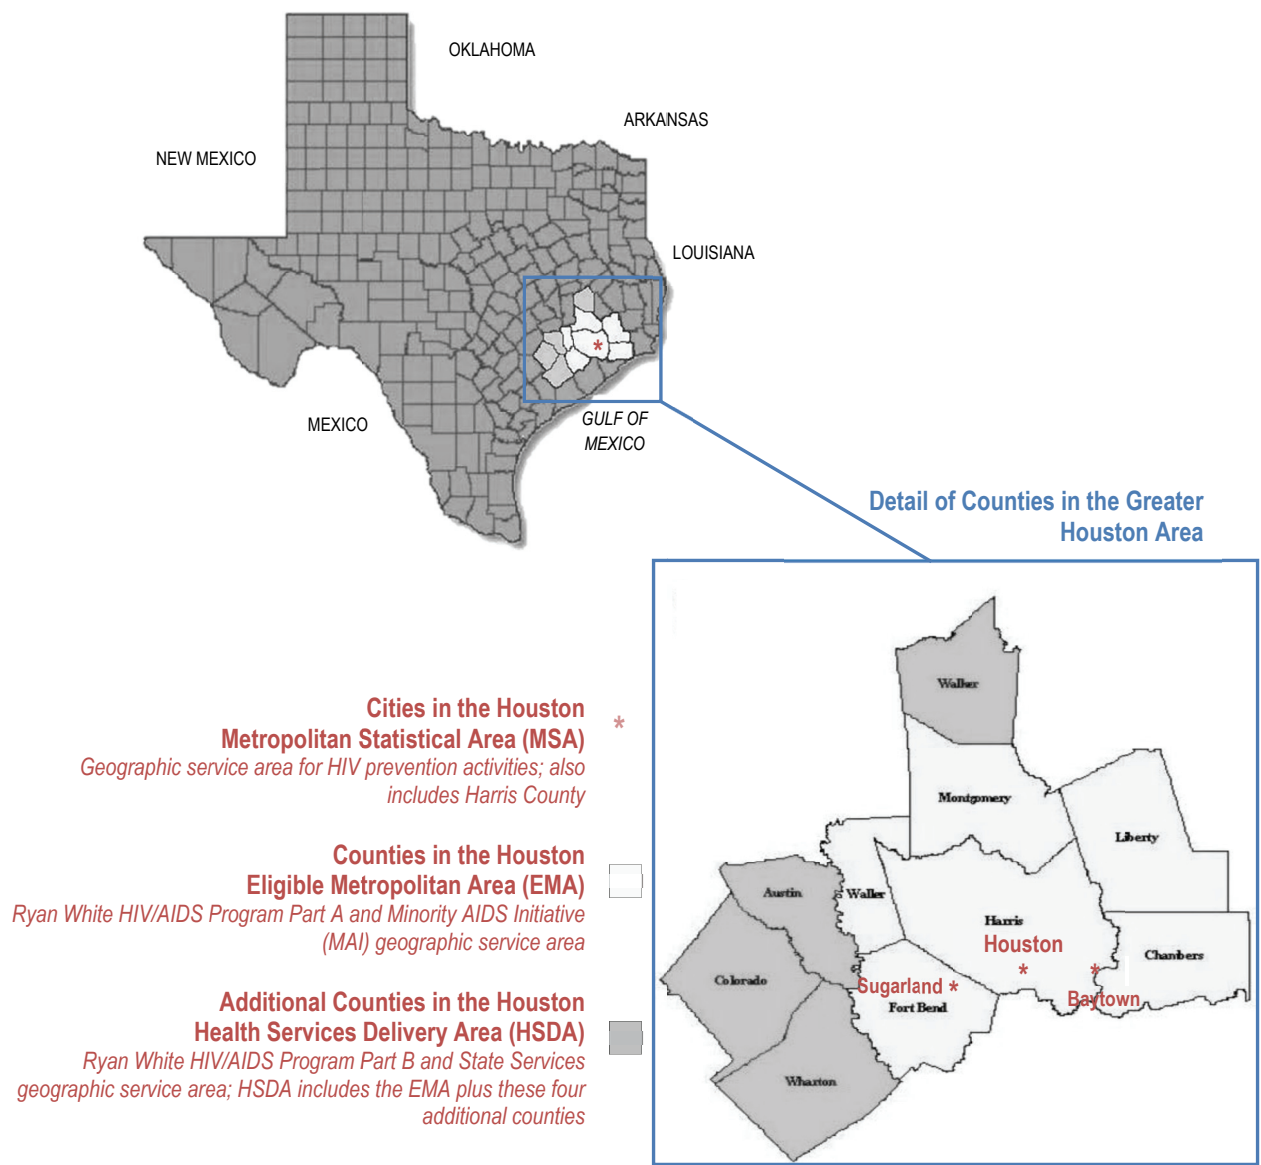 OKLAHOMA
ARKANSAS
NEW MEXICO
LOUISIANA
*
MEXICO
GULF OF
MEXICO
Detail of Counties in the Greater
Houston Area
Cities in the Houston
Metropolitan Statistical Area (MSA)
*
Geographic service area for HIV prevention activities; also
includes Harris County
Counties in the Houston
Eligible Metropolitan Area (EMA)
Ryan White HIV/AIDS Program Part A and Minority AIDS Initiative
(MAI) geographic service area
Additional Counties in the Houston
Health Services Delivery Area (HSDA)
Ryan White HIV/AIDS Program Part B and State Services
geographic service area; HSDA includes the EMA plus these four
additional counties
Walker
Montgomery
Liberty
Austin
Waller
Harris
Houston
*
Chambers
*
Baytown
Colorado
Sugarland *
Fort Bend
Wharton